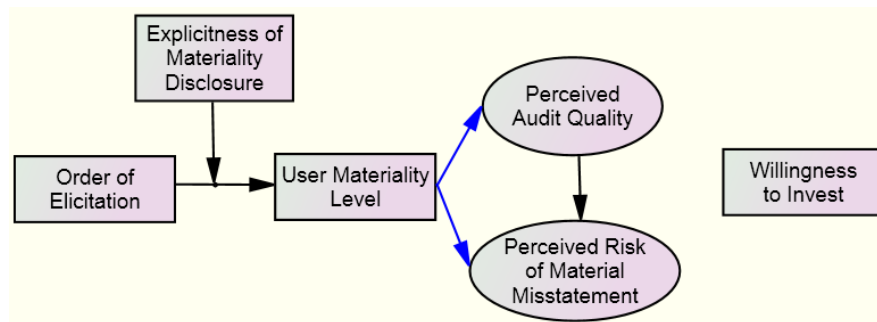 Explicitness of
Materiality
Disclosure
Order of
Elicitation
User Materiality
Level
Perceived
Audit Quality
Perceived Risk
of Material
Misstatement
Willingness
to Invest